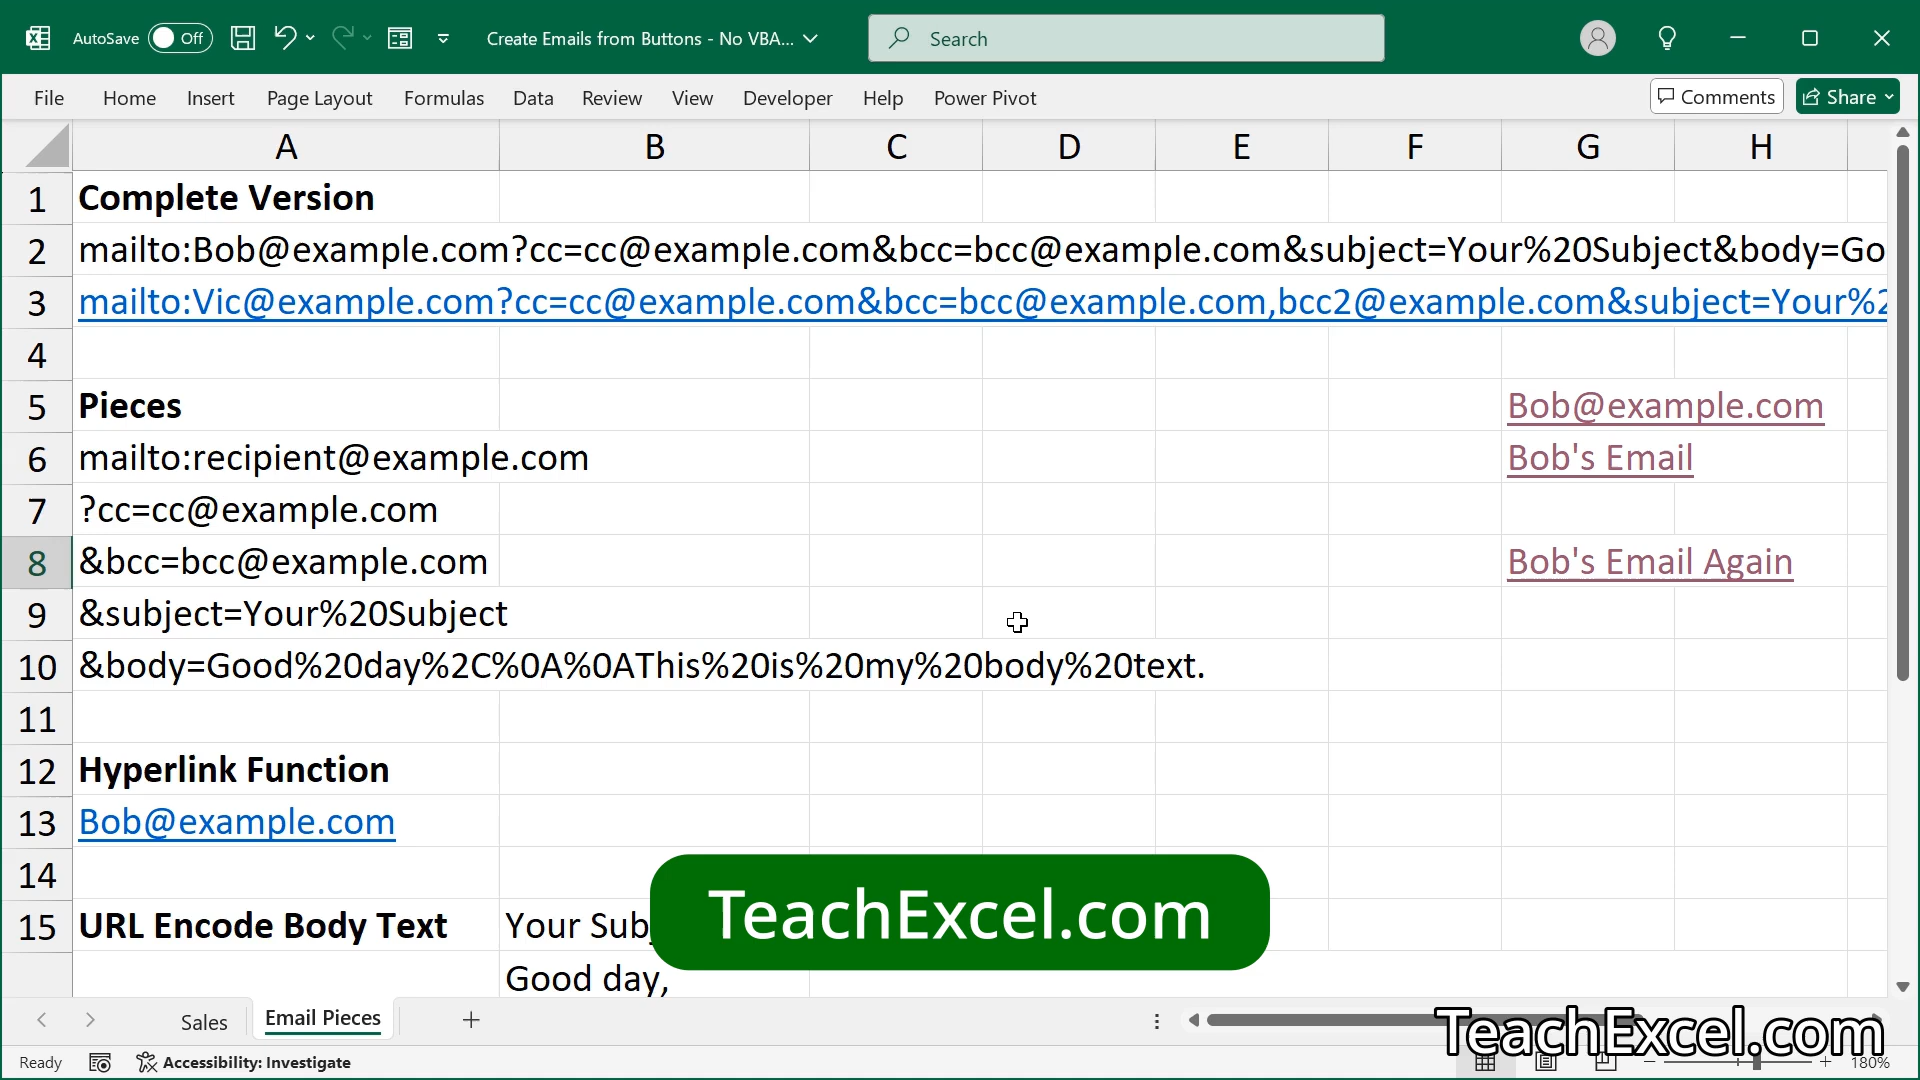 AutoSave Off Create Emails from Buttons - No VBA... Search
File Home Insert Page Layout Formulas Data Review View Developer Help Power Pivot Comments Share
A B C D E F G H
1 Complete Version
2 mailto:Bob@example.com?cc=cc@example.com&bcc=bcc@example.com&subject=Your%20Subject&body=Go
3 mailto:Vic@example.com?cc=cc@example.com&bcc=bcc@example.com,bcc2@example.com&subject=Your%2
4
5 Pieces Bob@example.com
6 mailto:recipient@example.com Bob's Email
7 ?cc=cc@example.com
8 &bcc=bcc@example.com Bob's Email Again
9 &subject=Your%20Subject
10 &body=Good%20day%2C%0A%0AThis%20is%20my%20body%20text.
11
12 Hyperlink Function
13 Bob@example.com
14
15 URL Encode Body Text Your Subj
TeachExcel.com
Good day,
Sales Email Pieces
TeachExcel.com
Ready Accessibility: Investigate 180%